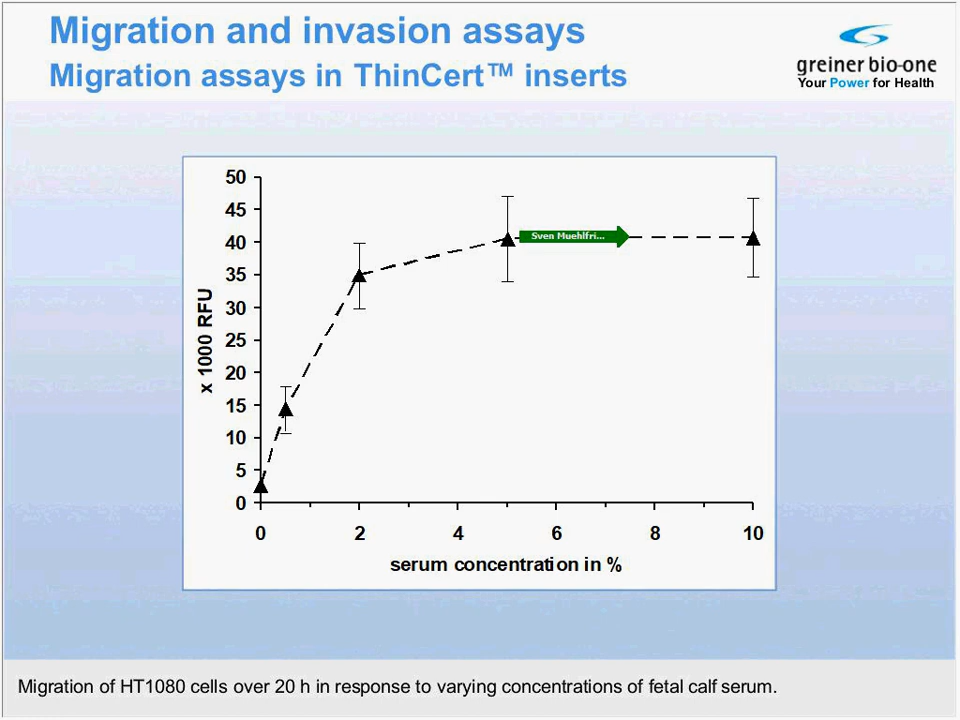 Migration and invasion assays
Migration assays in ThinCert™ inserts
greiner bio-one
Your Power for Health
50
45
40
35
30
25
20
15
10
5
0
x 1000 RFU
Sven Muehlfri...
0 2 4 6 8 10
serum concentration in %
Migration of HT1080 cells over 20 h in response to varying concentrations of fetal calf serum.